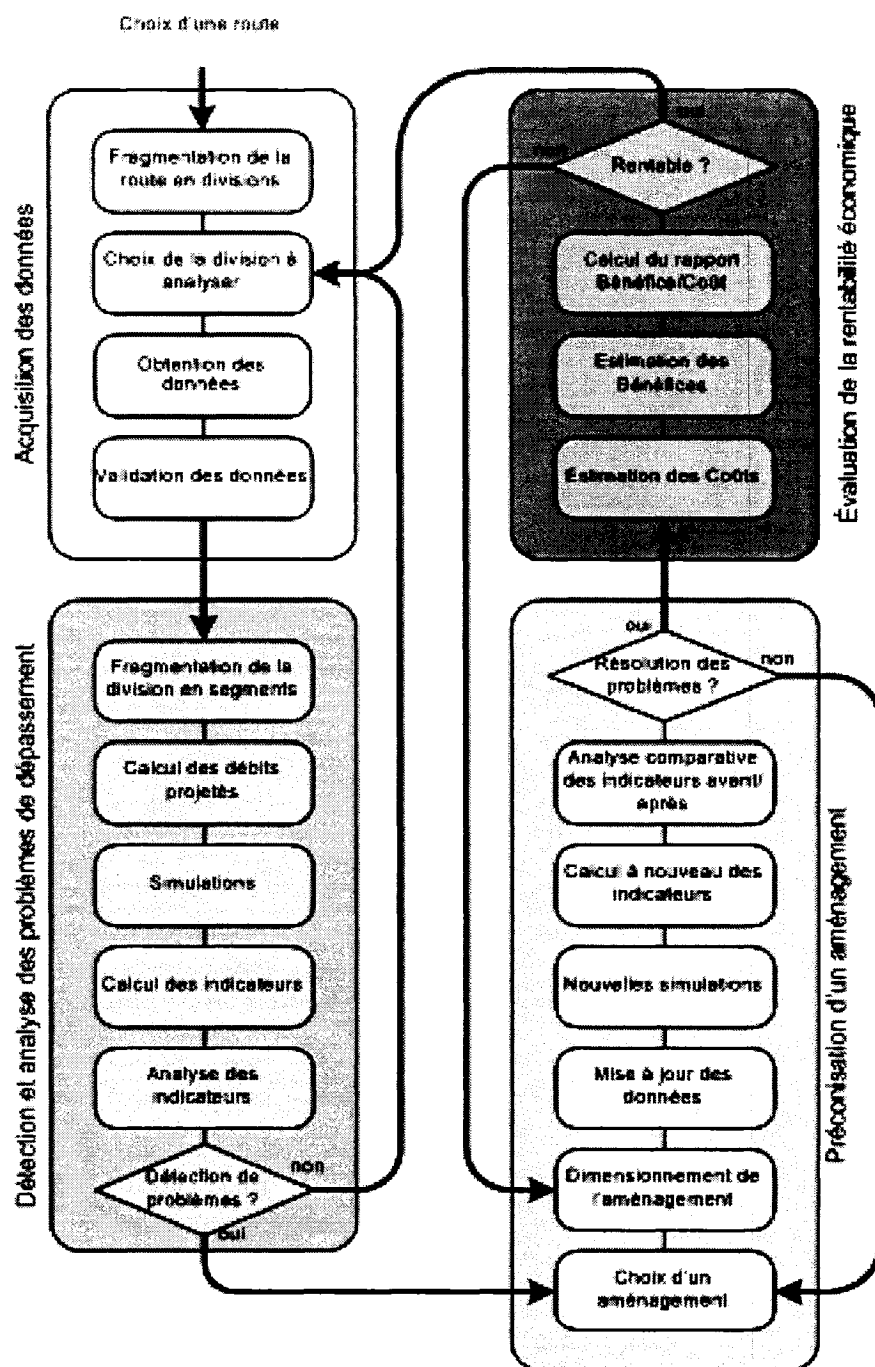 Choix d'une route
Acquisition des données
Fragmentation de la
route en divisions
Choix de la division à
analyser
Obtention des
données
Validation des données
Détection et analyse des problèmes de dépassement
Fragmentation de la
division en segments
Calcul des débits
projetés
Simulations
Calcul des indicateurs
Analyse des
indicateurs
Détection de
problèmes ?
non
oui
Évaluation de la rentabilité économique
oui
non
Rentable ?
Calcul du rapport
Bénéfice/Coût
Estimation des
Bénéfices
Estimation des Coûts
Préconisation d'un aménagement
oui
Résolution des
problèmes ?
non
Analyse comparative
des indicateurs avant/
après
Calcul à nouveau des
indicateurs
Nouvelles simulations
Mise à jour des
données
Dimensionnement de
l'aménagement
Choix d'un
aménagement